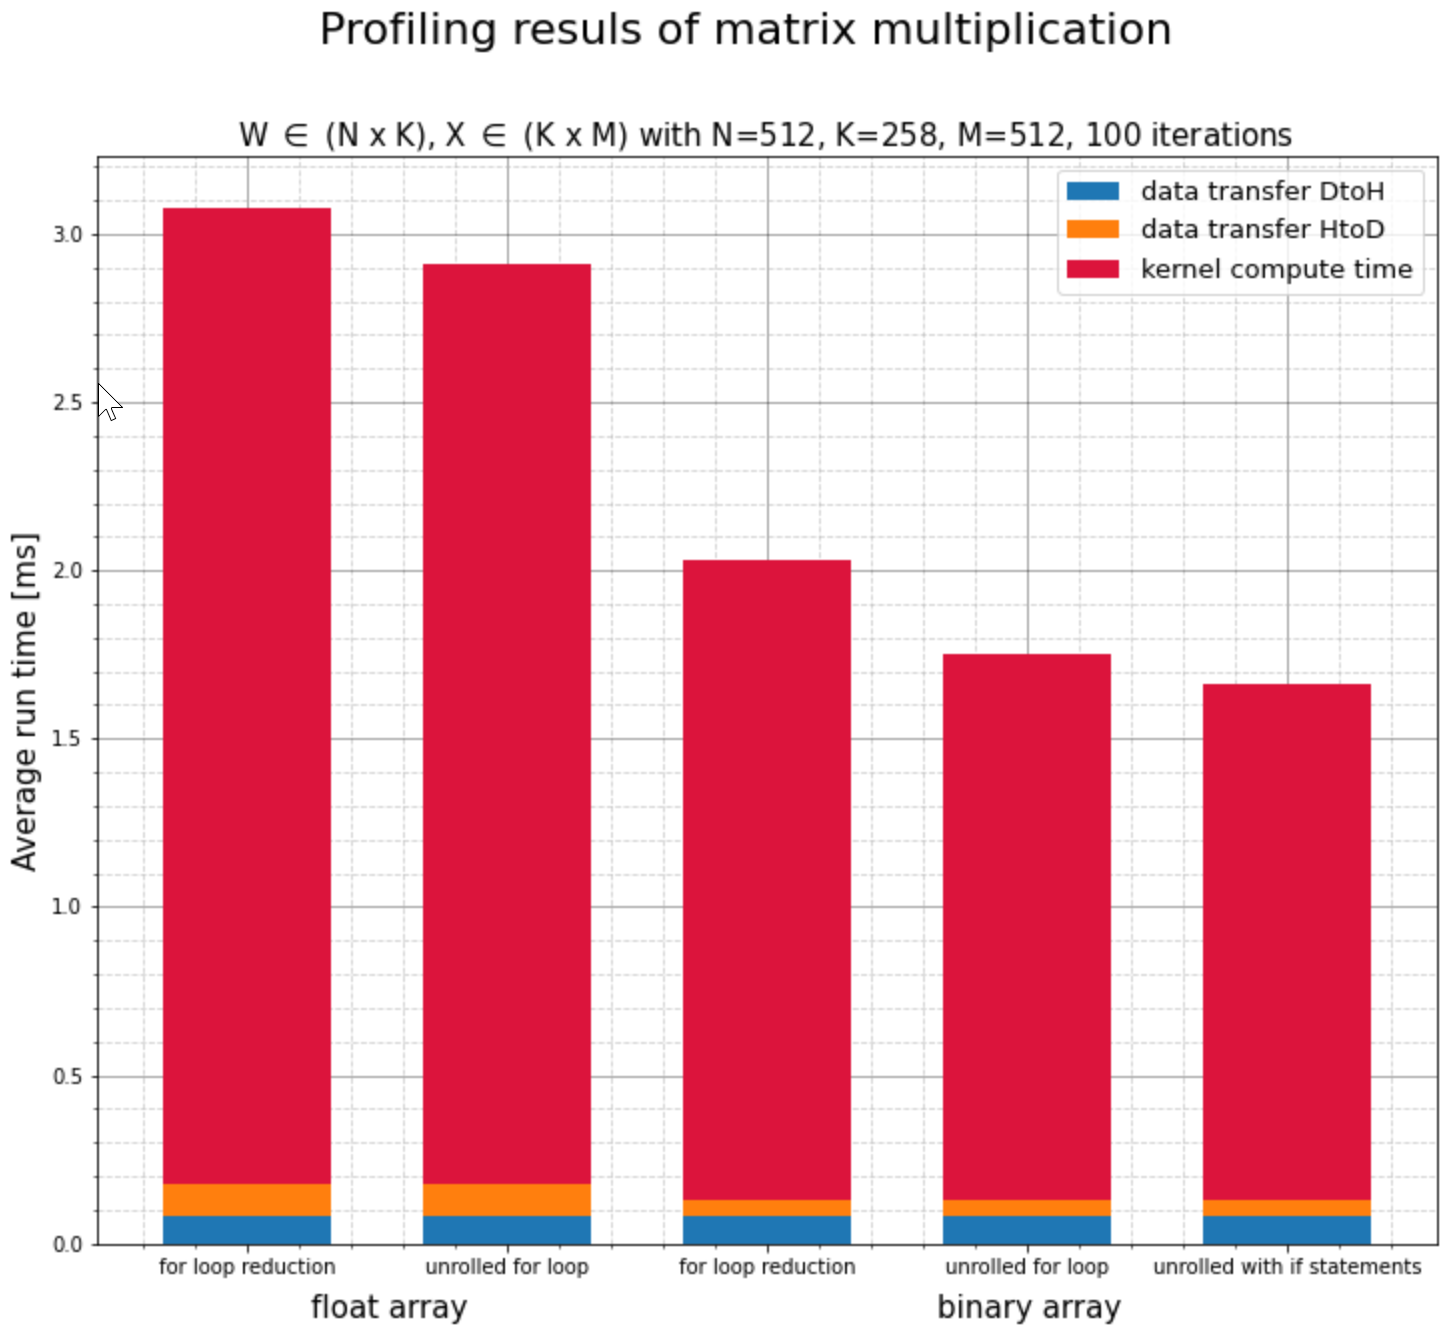 Profiling resuls of matrix multiplication
W ∈ (N x K), X ∈ (K x M) with N=512, K=258, M=512, 100 iterations
data transfer DtoH
data transfer HtoD
kernel compute time
Average run time [ms]
3.0
2.5
2.0
1.5
1.0
0.5
0.0
for loop reduction unrolled for loop for loop reduction unrolled for loop unrolled with if statements
float array binary array